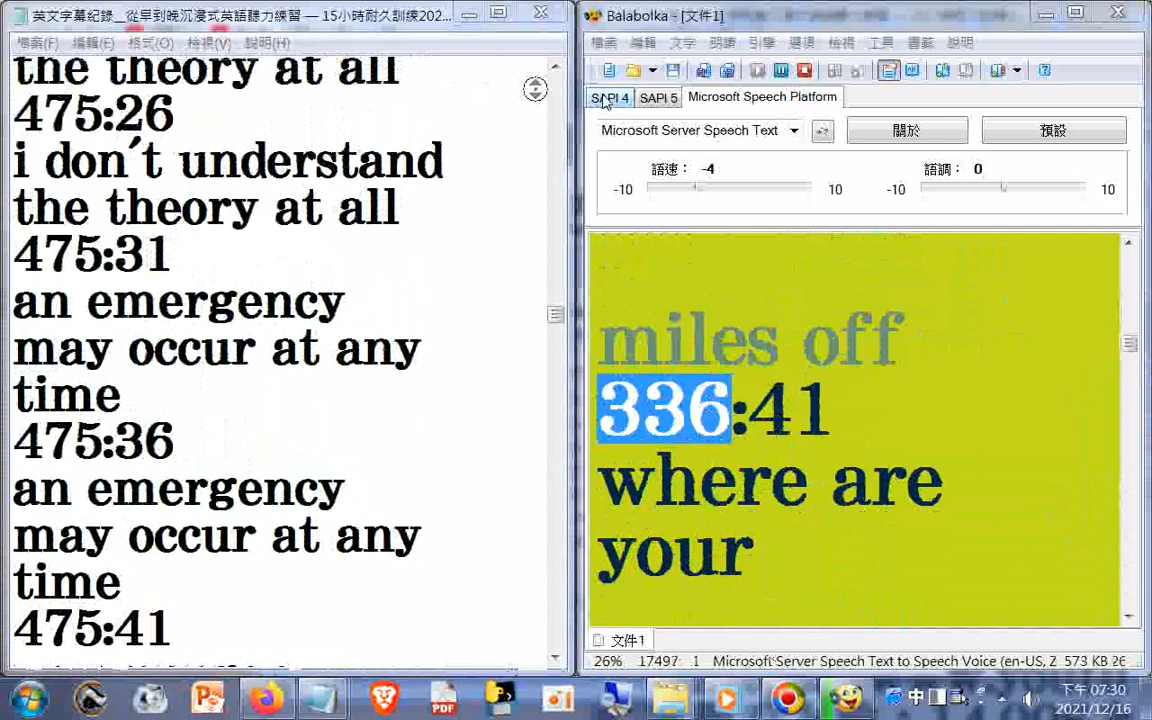 英文字幕紀錄__從早到晚沉浸式英語聽力練習 — 15小時耐久訓練202...
檔案(F) 編輯(E) 格式(O) 檢視(V) 說明(H)
the theory at all
475:26
i don't understand
the theory at all
475:31
an emergency
may occur at any
time
475:36
an emergency
may occur at any
time
475:41
Balabolka - [文件1]
檔案 編輯 文字 朗讀 引擎 選項 檢視 工具 書籤 說明
SAPI 4 SAPI 5 Microsoft Speech Platform
Microsoft Server Speech Text
關於 預設
語速： -4 語調： 0
-10 10 -10 10
miles off
336:41
where are
your
文件1
26% 17497: 1 Microsoft Server Speech Text to Speech Voice (en-US, Z 573 KB 26
PDF
中
下午 07:30
2021/12/16